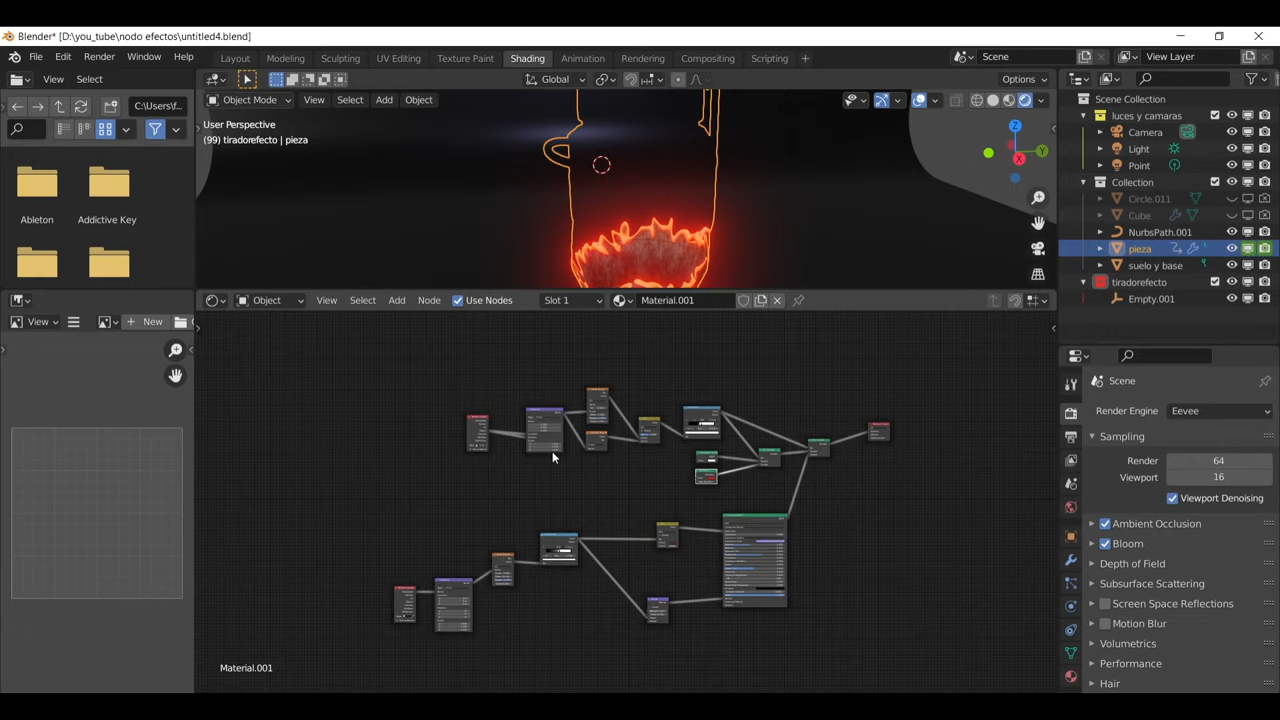 Blender* [D:\you_tube\nodo efectos\untitled4.blend]
File Edit Render Window Help
Layout Modeling Sculpting UV Editing Texture Paint Shading Animation Rendering Compositing Scripting +
Scene
View Layer
View Select
Global
Options
C:\Users\f...
Object Mode View Select Add Object
User Perspective
(99) tiradorefecto | pieza
Z
Y
X
Ableton
Addictive Key
Scene Collection
luces y camaras
Camera
Light
Point
Collection
Circle.011
Cube
NurbsPath.001
pieza
suelo y base
tiradorefecto
Empty.001
Object View Select Add Node Use Nodes Slot 1 Material.001
View + New
Scene
Render Engine Eevee
Sampling
Render 64
Viewport 16
Viewport Denoising
Ambient Occlusion
Bloom
Depth of Field
Subsurface Scattering
Screen Space Reflections
Motion Blur
Volumetrics
Performance
Hair
Material.001